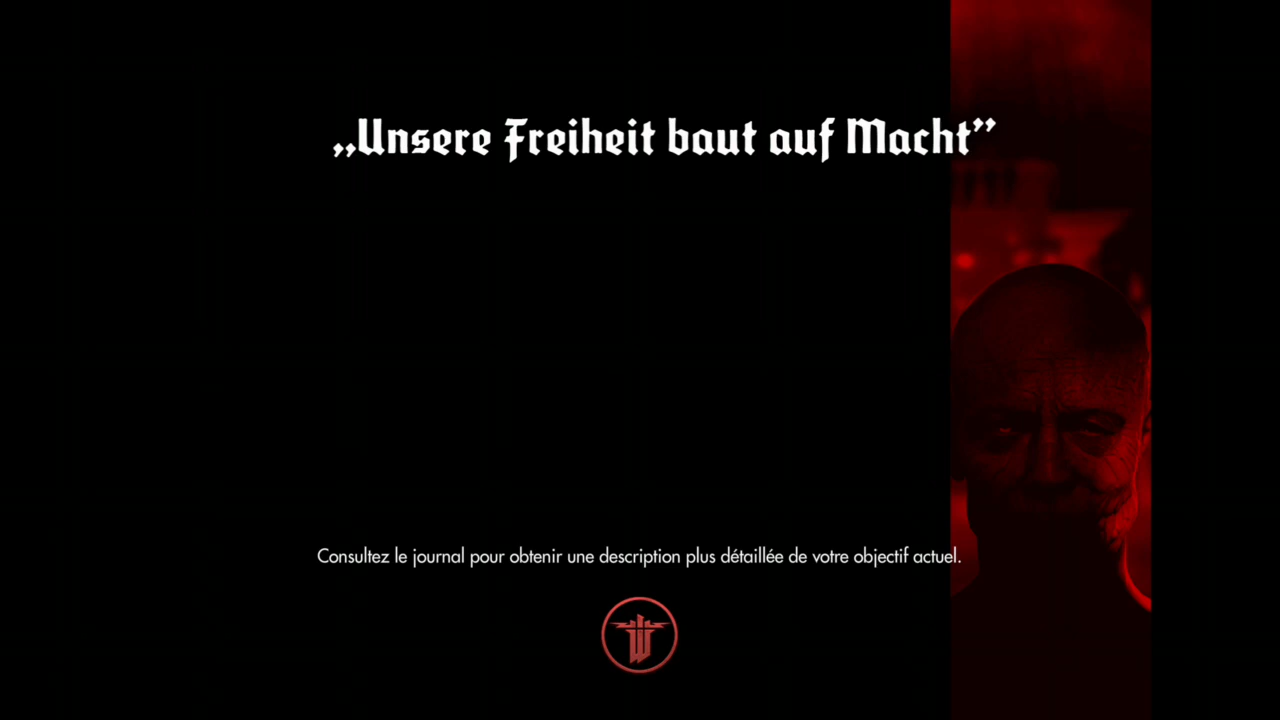 „Unsere Freiheit baut auf Macht”
Consultez le journal pour obtenir une description plus détaillée de votre objectif actuel.